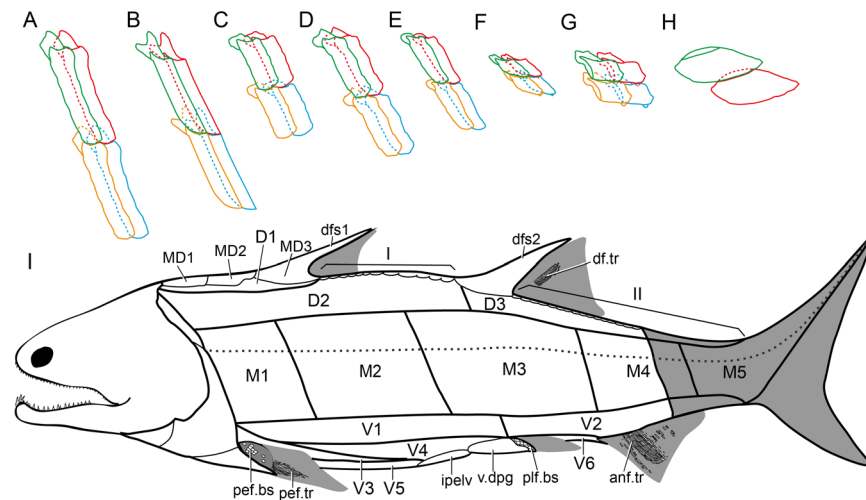 A B C D E F G H
I
MD1 MD2 D1 MD3 dfs1 I dfs2 df.tr
D2 D3 II
M1 M2 M3 M4 M5
V1 V2
V4
pef.bs pef.tr V3 V5 ipelv v.dpg plf.bs V6 anf.tr